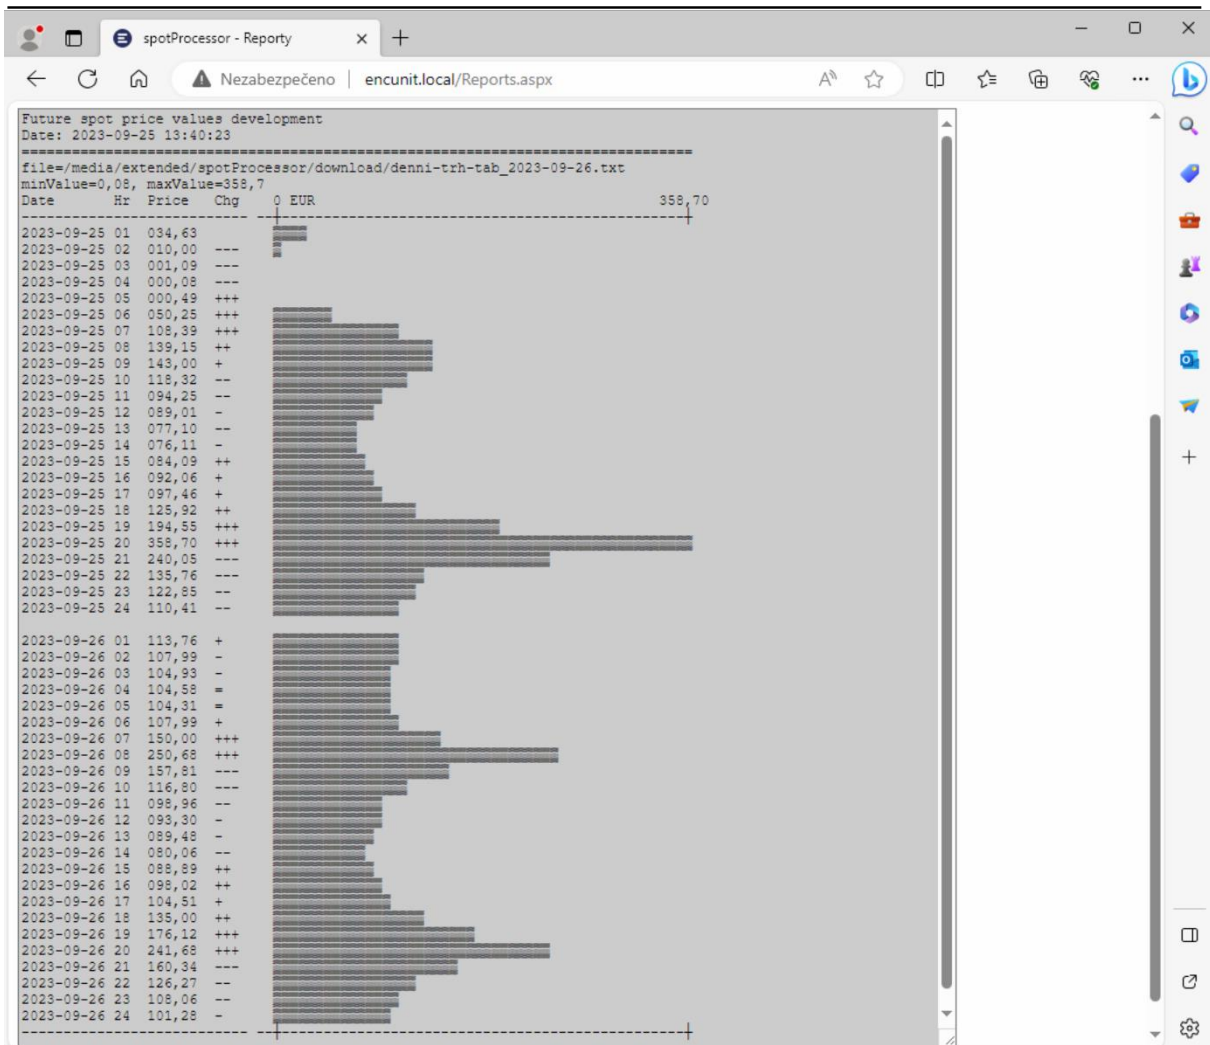 spotProcessor - Reporty
Nezabezpečeno | encunit.local/Reports.aspx
Future spot price values development
Date: 2023-09-25 13:40:23
================================================================================
file=/media/extended/spotProcessor/download/denni-trh-tab_2023-09-26.txt
minValue=0,08, maxValue=358,7
Date Hr Price Chg 0 EUR 358,70
2023-09-25 01 034,63
2023-09-25 02 010,00 ---
2023-09-25 03 001,09 ---
2023-09-25 04 000,08 ---
2023-09-25 05 000,49 +++
2023-09-25 06 050,25 +++
2023-09-25 07 108,39 +++
2023-09-25 08 139,15 ++
2023-09-25 09 143,00 +
2023-09-25 10 118,32 --
2023-09-25 11 094,25 --
2023-09-25 12 089,01 -
2023-09-25 13 077,10 --
2023-09-25 14 076,11 -
2023-09-25 15 084,09 ++
2023-09-25 16 092,06 +
2023-09-25 17 097,46 +
2023-09-25 18 125,92 ++
2023-09-25 19 194,55 +++
2023-09-25 20 358,70 +++
2023-09-25 21 240,05 ---
2023-09-25 22 135,76 ---
2023-09-25 23 122,85 --
2023-09-25 24 110,41 --
2023-09-26 01 113,76 +
2023-09-26 02 107,99 -
2023-09-26 03 104,93 -
2023-09-26 04 104,58 =
2023-09-26 05 104,31 =
2023-09-26 06 107,99 +
2023-09-26 07 150,00 +++
2023-09-26 08 250,68 +++
2023-09-26 09 157,81 ---
2023-09-26 10 116,80 ---
2023-09-26 11 098,96 --
2023-09-26 12 093,30 -
2023-09-26 13 089,48 -
2023-09-26 14 080,06 --
2023-09-26 15 088,89 ++
2023-09-26 16 098,02 ++
2023-09-26 17 104,51 +
2023-09-26 18 135,00 ++
2023-09-26 19 176,12 +++
2023-09-26 20 241,68 +++
2023-09-26 21 160,34 ---
2023-09-26 22 126,27 --
2023-09-26 23 108,06 --
2023-09-26 24 101,28 -